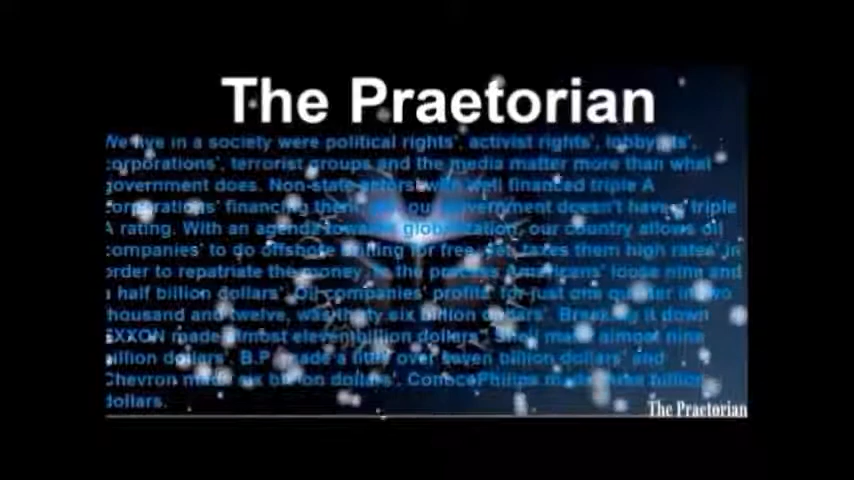 The Praetorian
We live in a society were political rights', activist rights', lobbyists',
corporations', terrorist groups and the media matter more than what
government does. Non-state actors' with well financed triple A
corporations' financing them, our government doesn't have triple
A rating. With an agenda towards globalization, our country allows oil
companies' to do offshore drilling for free, yet taxes them high rates' in
order to repatriate the money, in the process Americans' loose nine and
a half billion dollars'. Oil companies' profits' for just one quarter in two
thousand and twelve, was thirty six billion dollars'. Breaking it down
EXXON made almost eleven billion dollars'. Shell made almost nine
billion dollars'. B.P. made a little over seven billion dollars' and
Chevron made six billion dollars'. ConocoPhilips made three billion
dollars.
The Praetorian